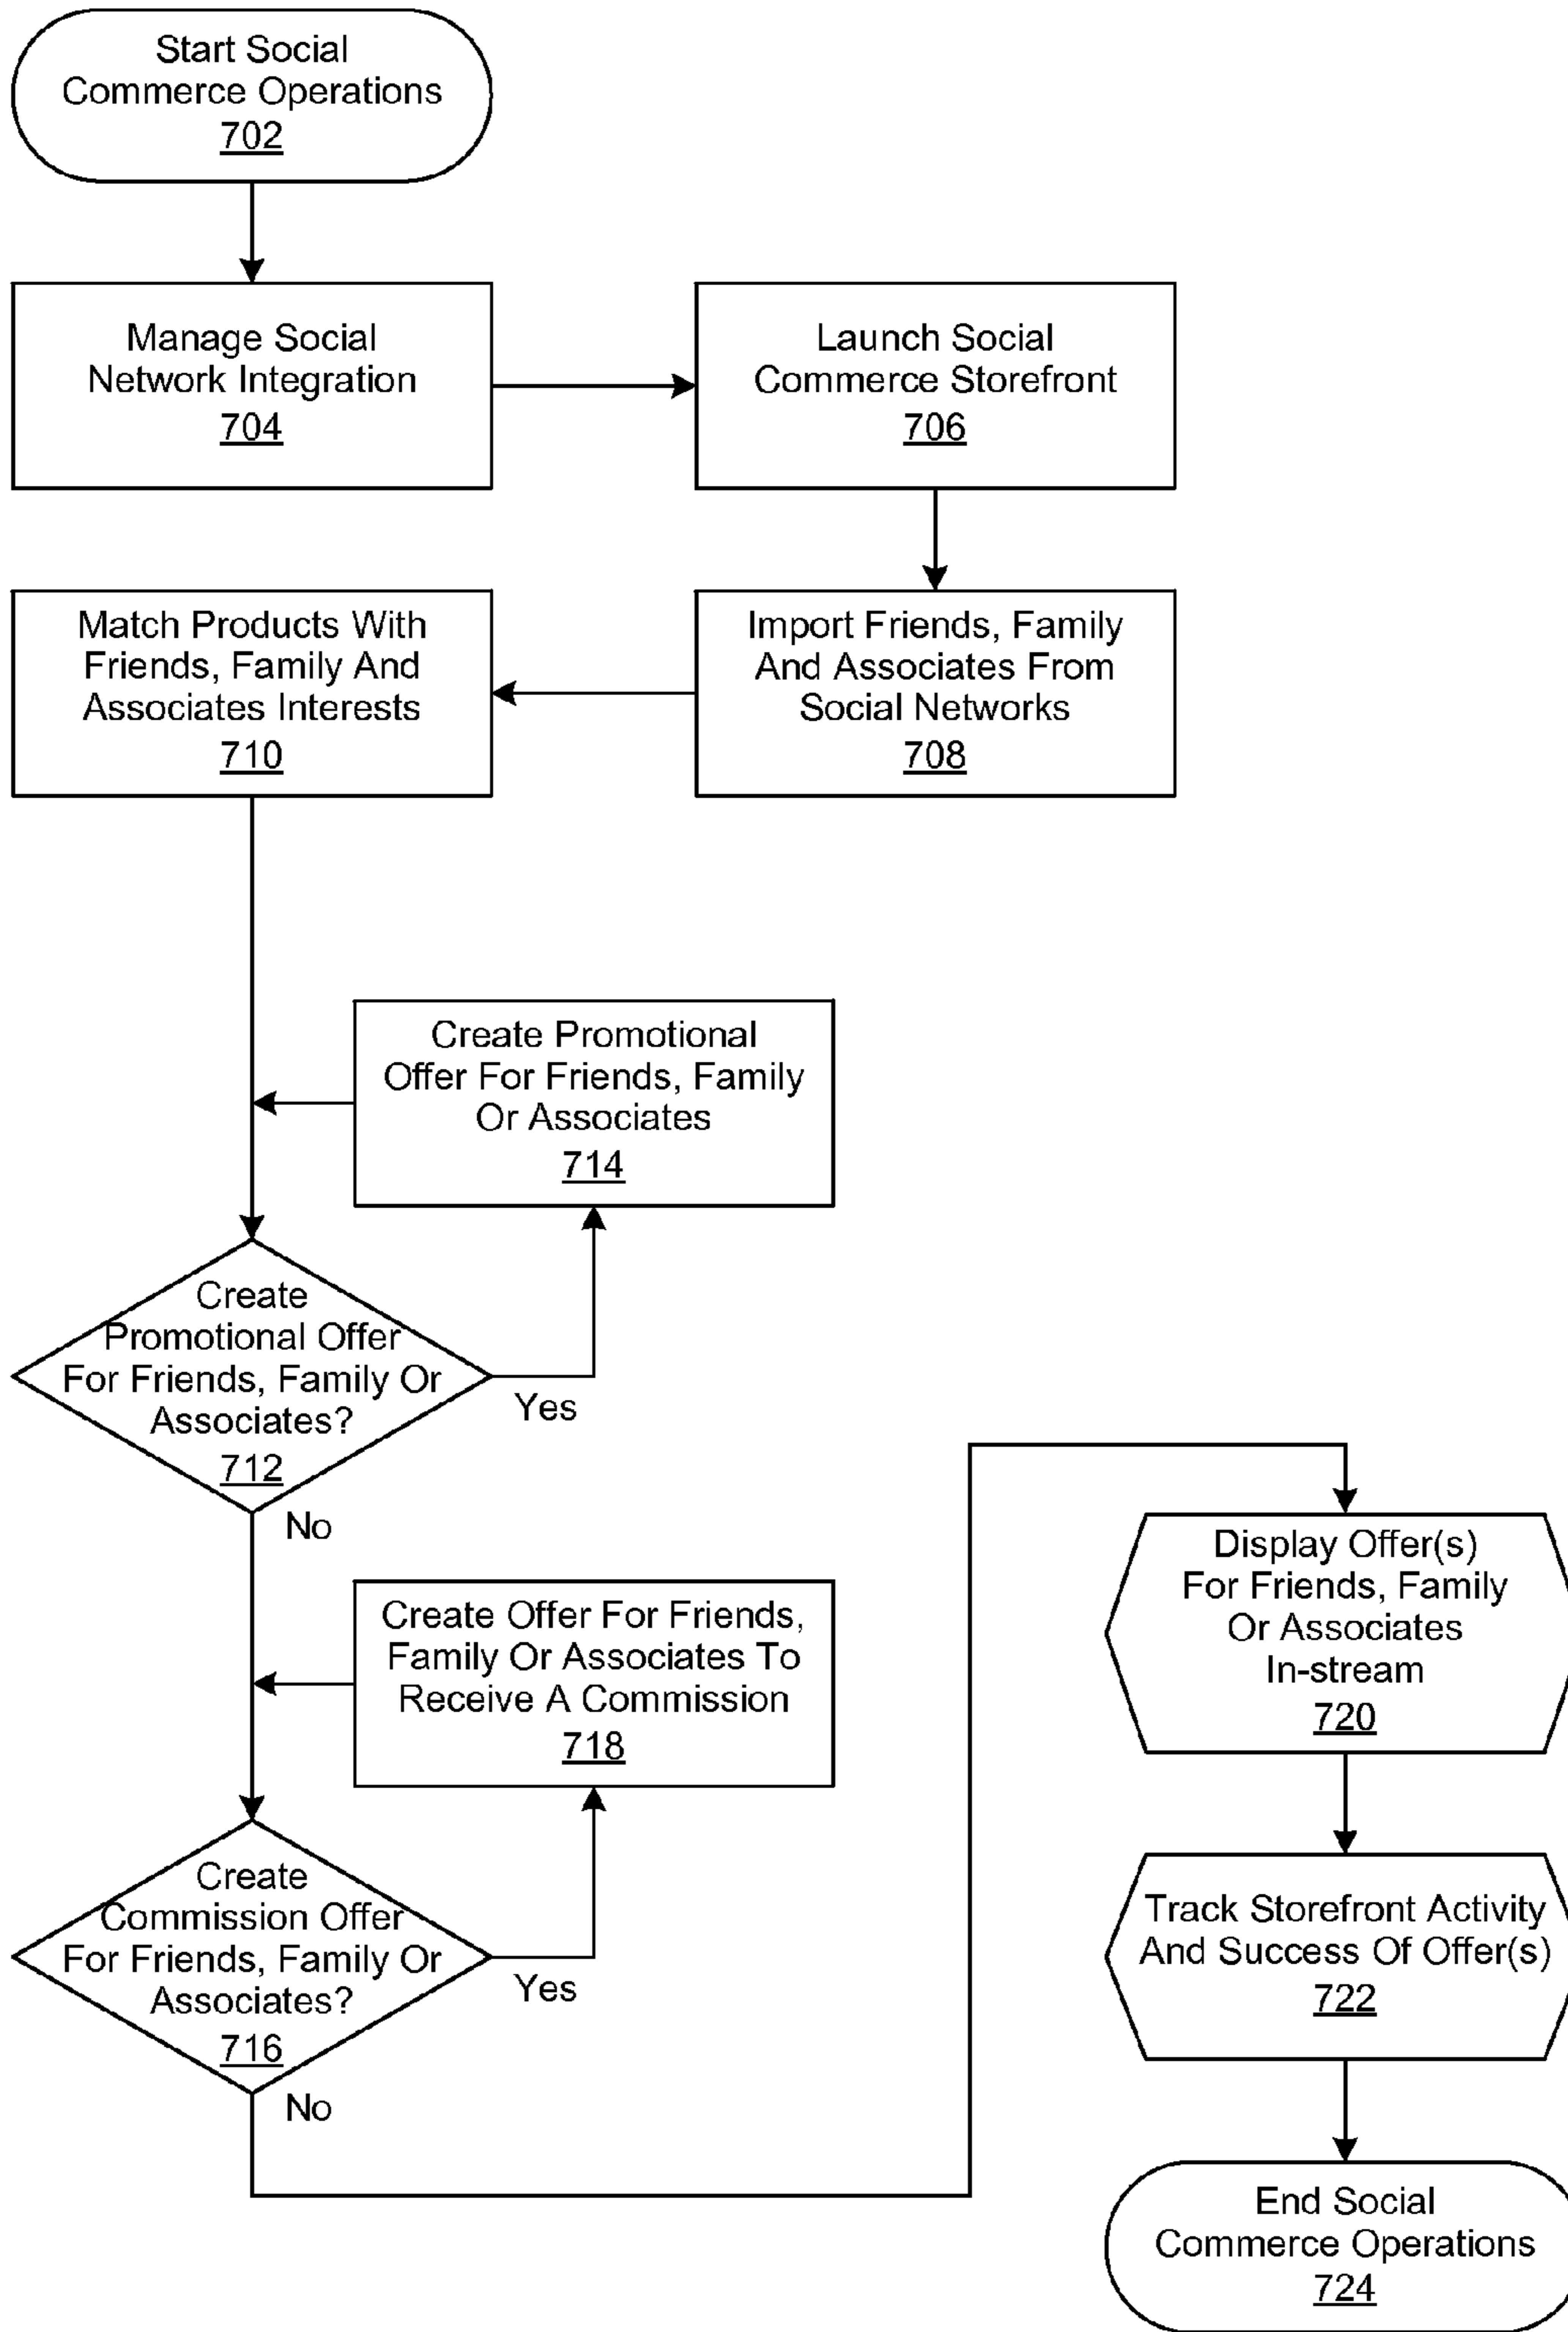 Start Social
Commerce Operations
702
Manage Social
Network Integration
704
Launch Social
Commerce Storefront
706
Import Friends, Family
And Associates From
Social Networks
708
Match Products With
Friends, Family And
Associates Interests
710
Create Promotional
Offer For Friends, Family
Or Associates
714
Create
Promotional Offer
For Friends, Family Or
Associates?
712
Yes
No
Create Offer For Friends,
Family Or Associates To
Receive A Commission
718
Create
Commission Offer
For Friends, Family Or
Associates?
716
Yes
No
Display Offer(s)
For Friends, Family
Or Associates
In-stream
720
Track Storefront Activity
And Success Of Offer(s)
722
End Social
Commerce Operations
724